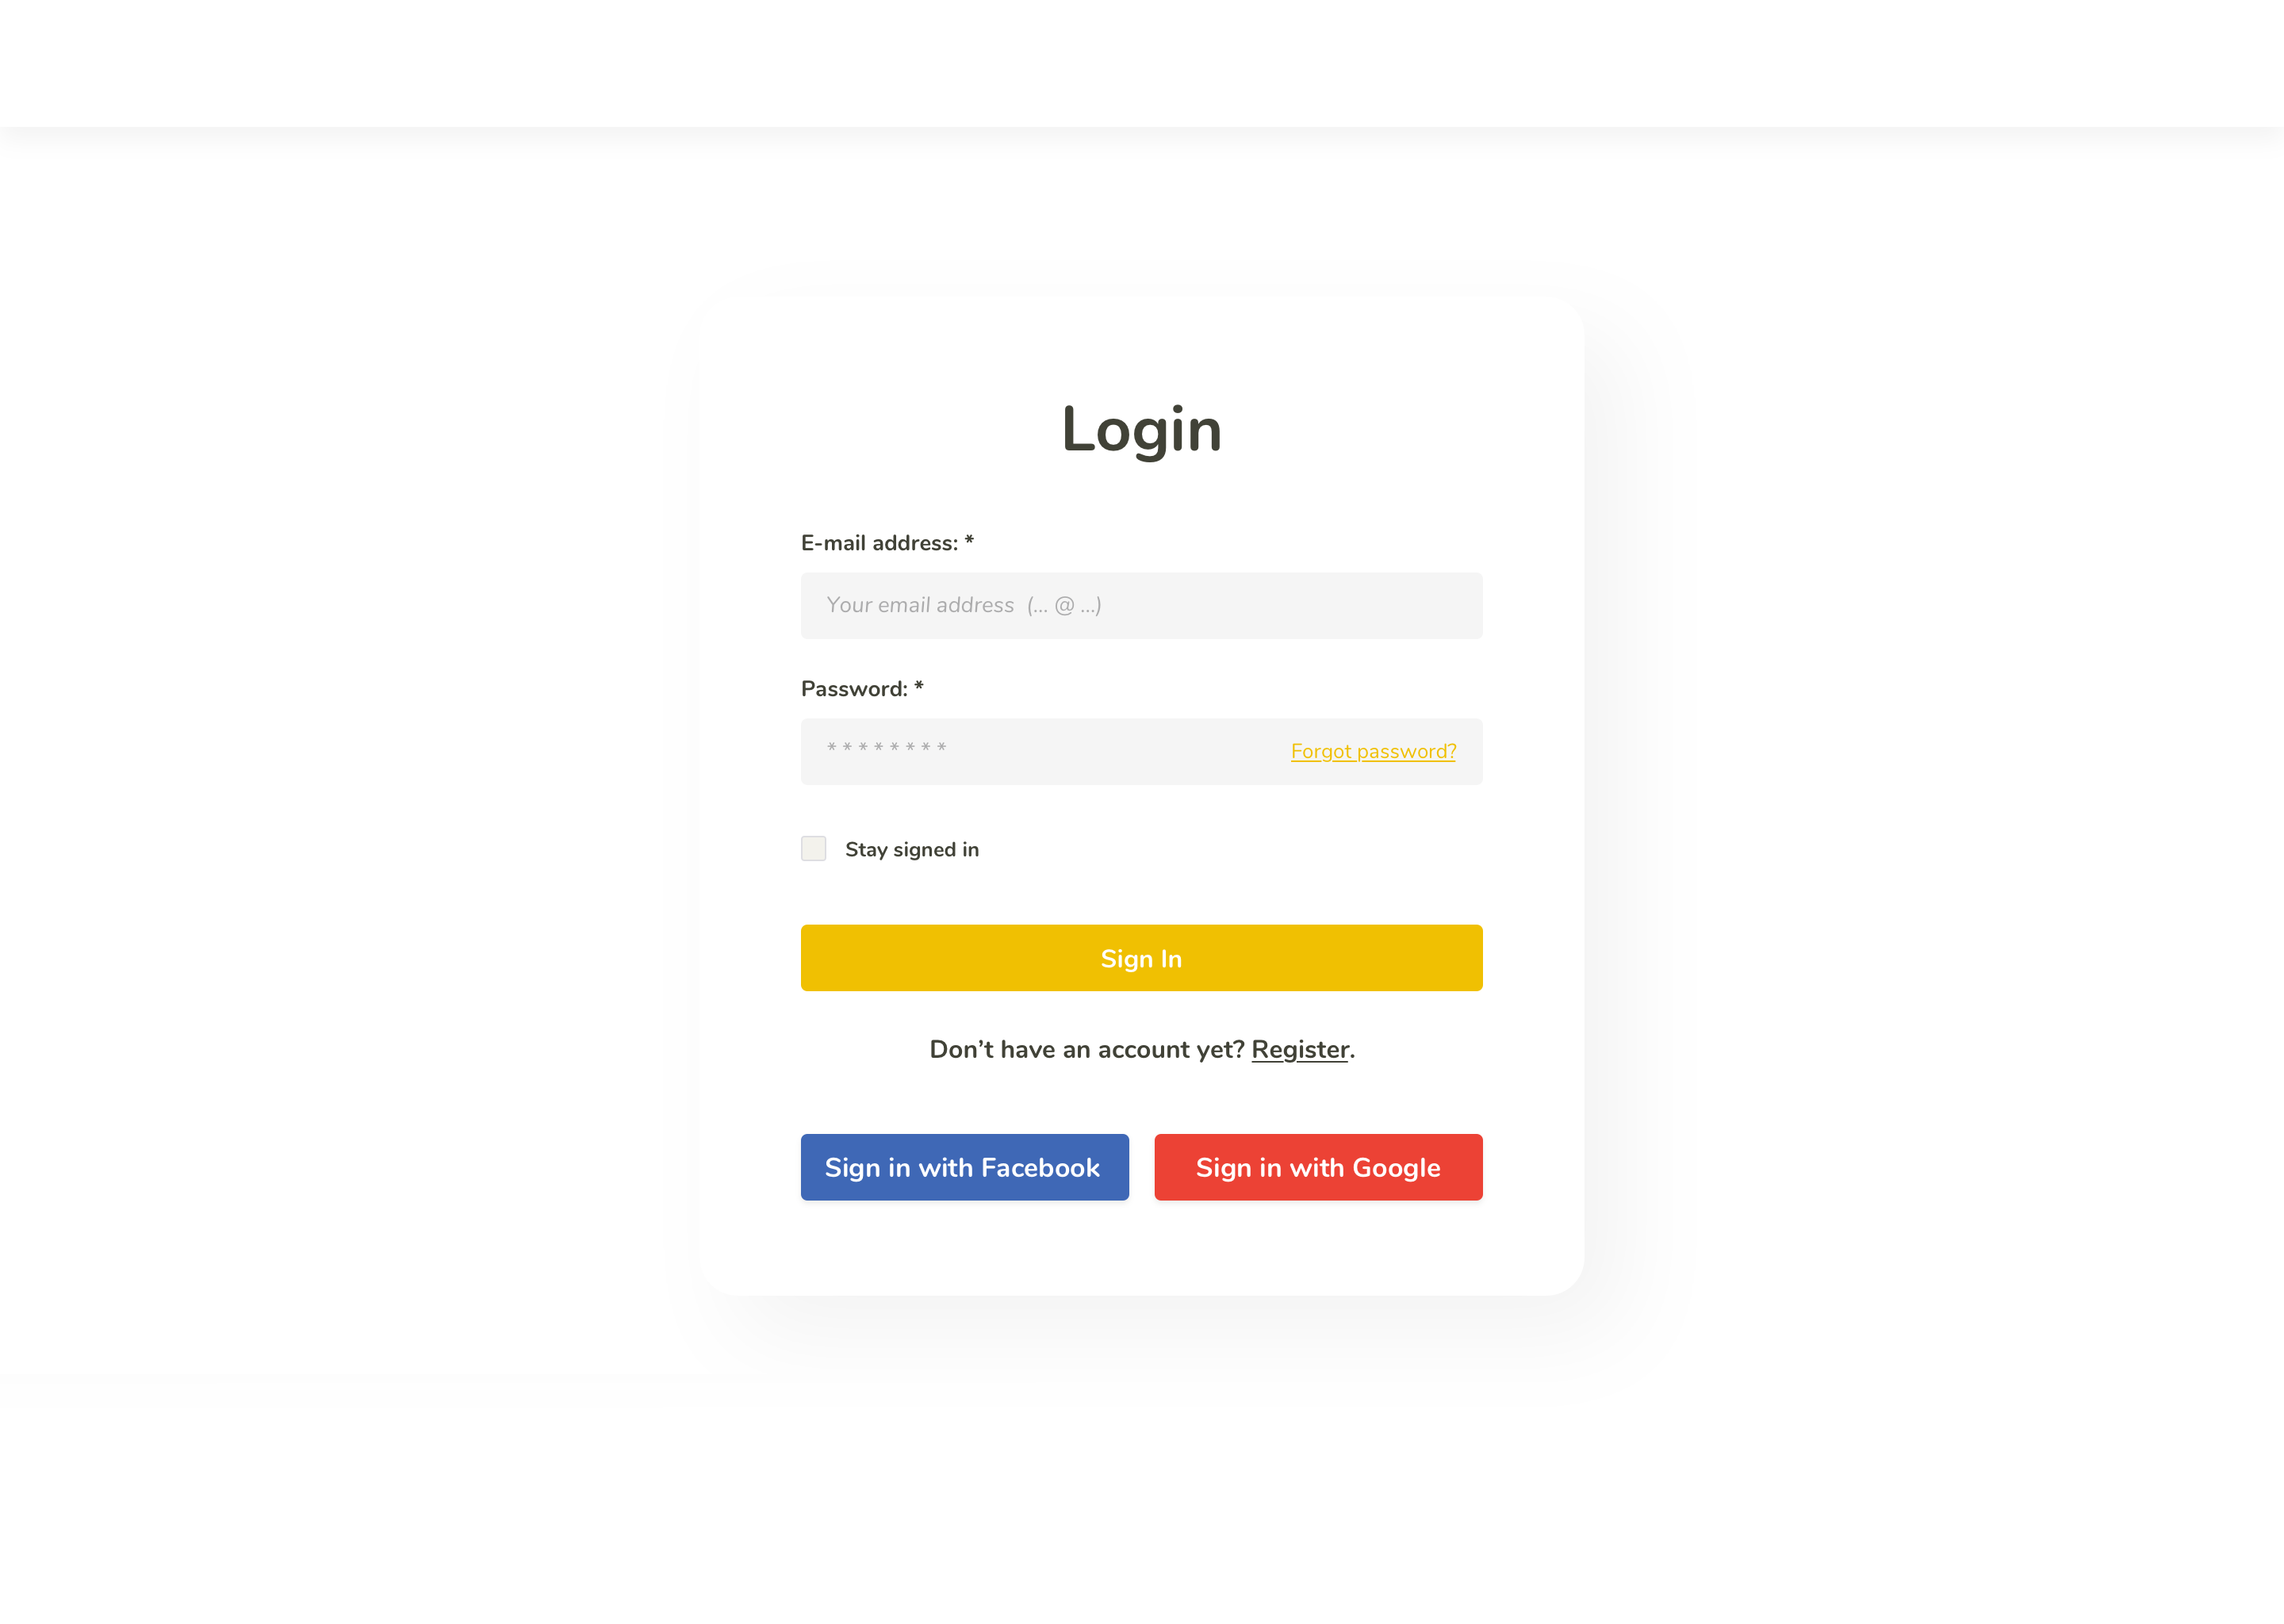 Login
E-mail address: *
Your email address  (... @ ...)
Password: *
* * * * * * * *
Forgot password?
Stay signed in
Sign In
Don’t have an account yet? Register.
Sign in with Facebook
Sign in with Google